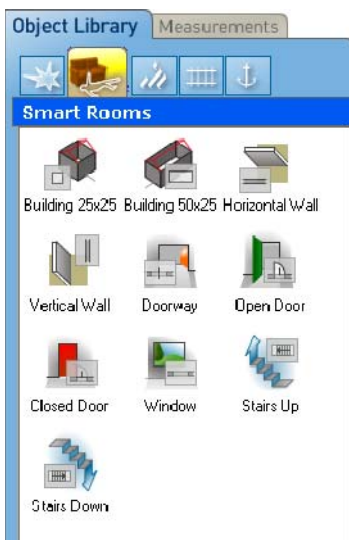 Object Library Measurements
Smart Rooms
Building 25x25 Building 50x25 Horizontal Wall
Vertical Wall Doorway Open Door
Closed Door Window Stairs Up
Stairs Down